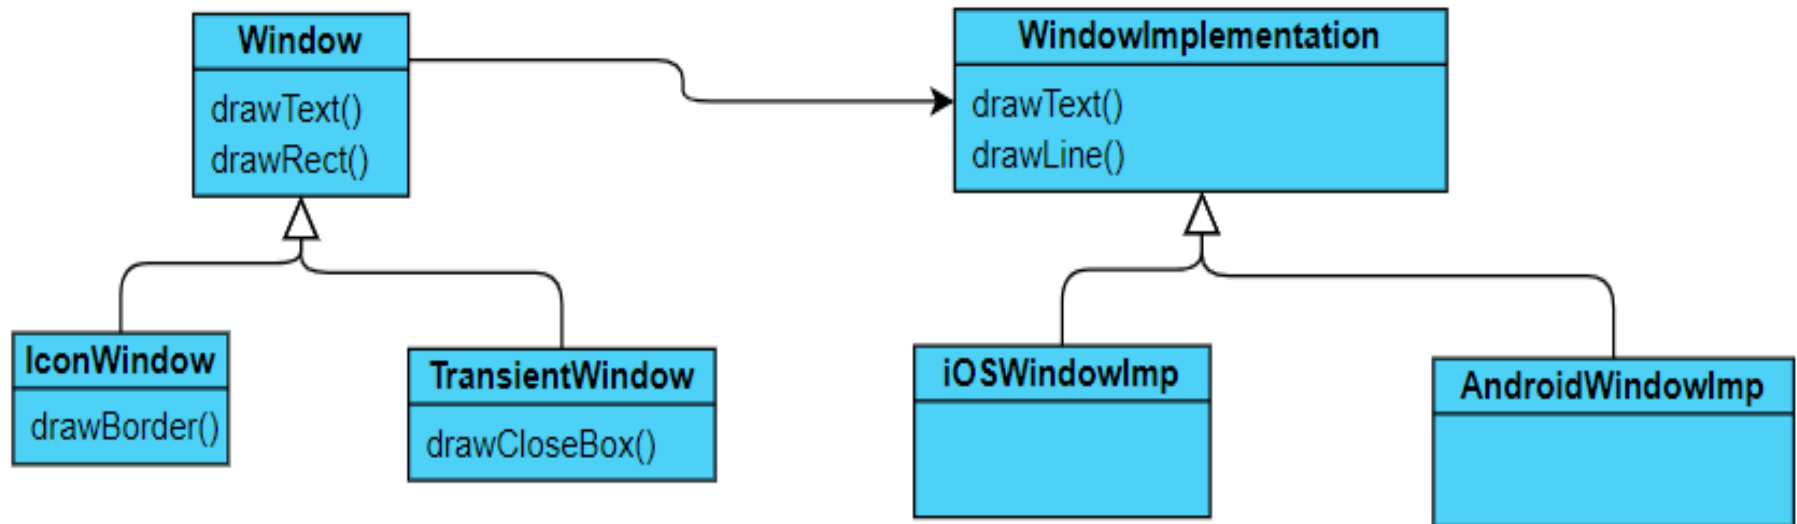 Window
drawText()
drawRect()
WindowImplementation
drawText()
drawLine()
IconWindow
drawBorder()
TransientWindow
drawCloseBox()
iOSWindowImp
AndroidWindowImp